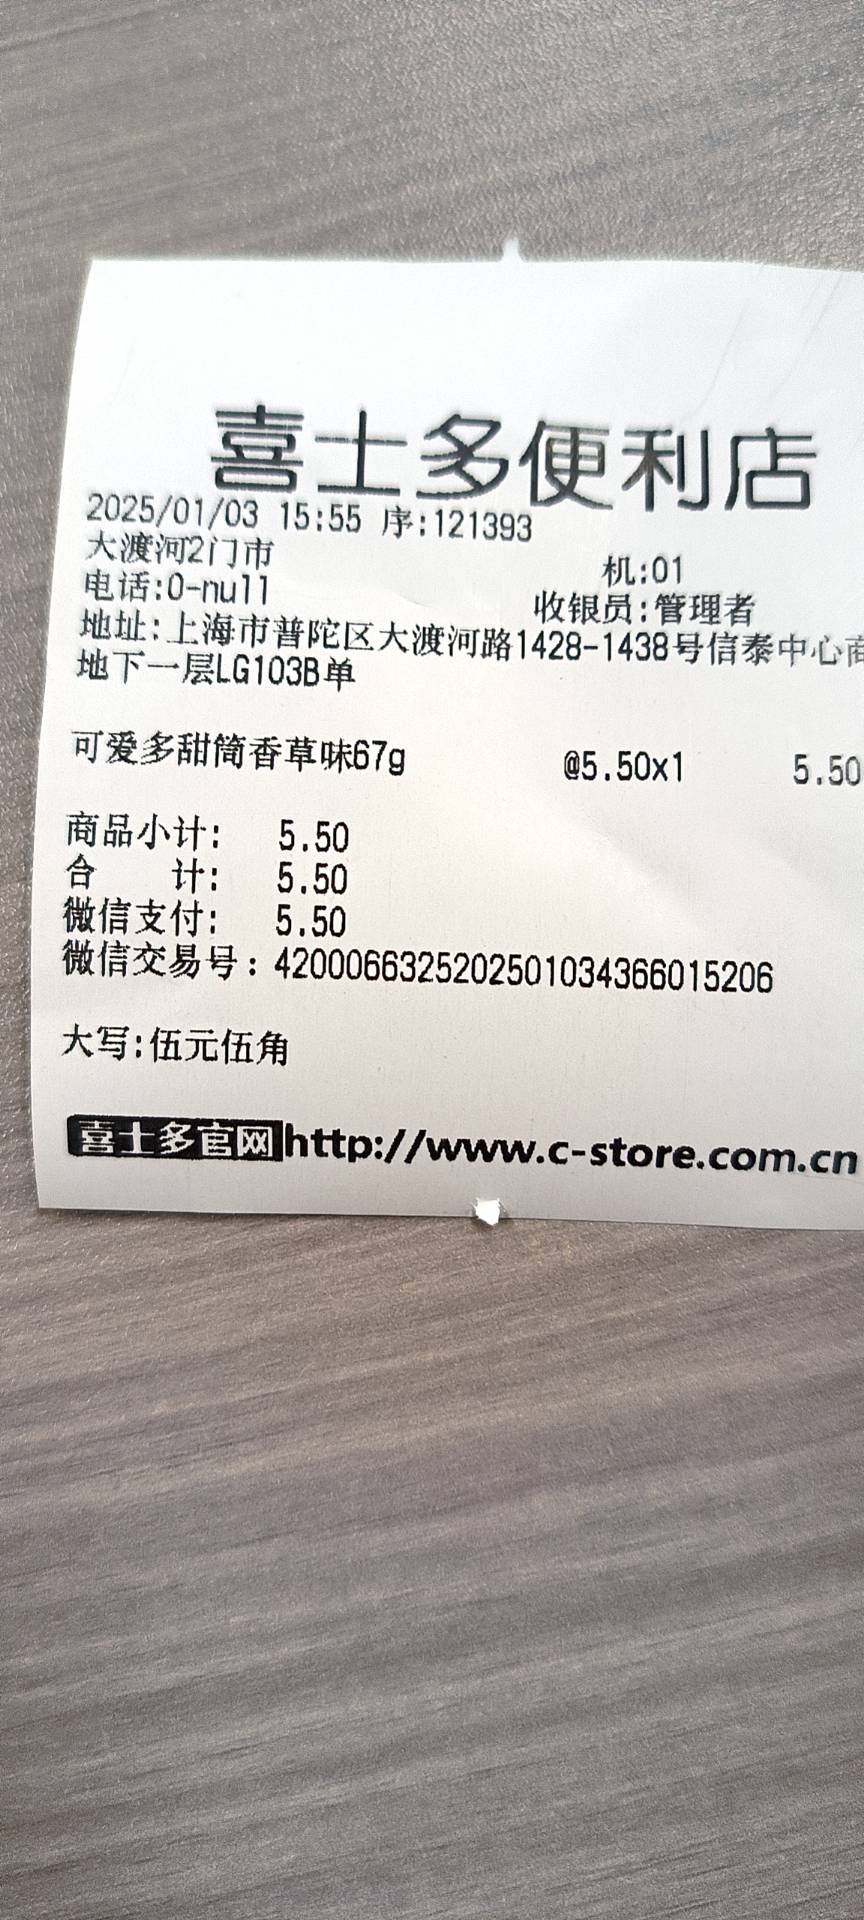 喜士多便利店
2025/01/03 15:55 序:121393
大渡河2门市 机:01
电话:0-null 收银员:管理者
地址:上海市普陀区大渡河路1428-1438号信泰中心商
地下一层LG103B单
可爱多甜筒香草味67g @5.50x1 5.50
商品小计: 5.50
合 计: 5.50
微信支付: 5.50
微信交易号: 4200066325202501034366015206
大写:伍元伍角
喜士多官网http://www.c-store.com.cn